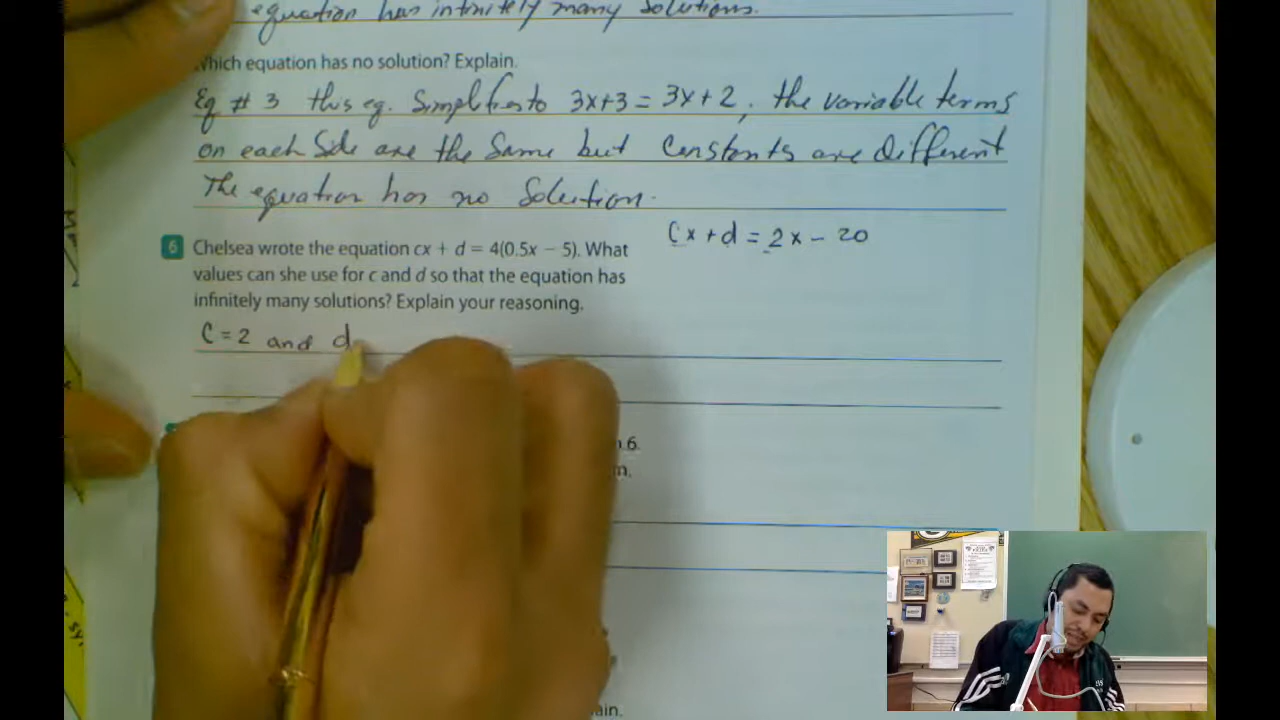 equation has infinitely many solutions.
Which equation has no solution? Explain.
Eq # 3 this eq. Simplifies to 3x+3 = 3x+2, the variable terms
on each Side are the Same but Constants are different
The equation has no Solution.
6 Chelsea wrote the equation cx + d = 4(0.5x − 5). What
values can she use for c and d so that the equation has
infinitely many solutions? Explain your reasoning.
Cx + d = 2x − 20
C = 2 and d
6.
ain.